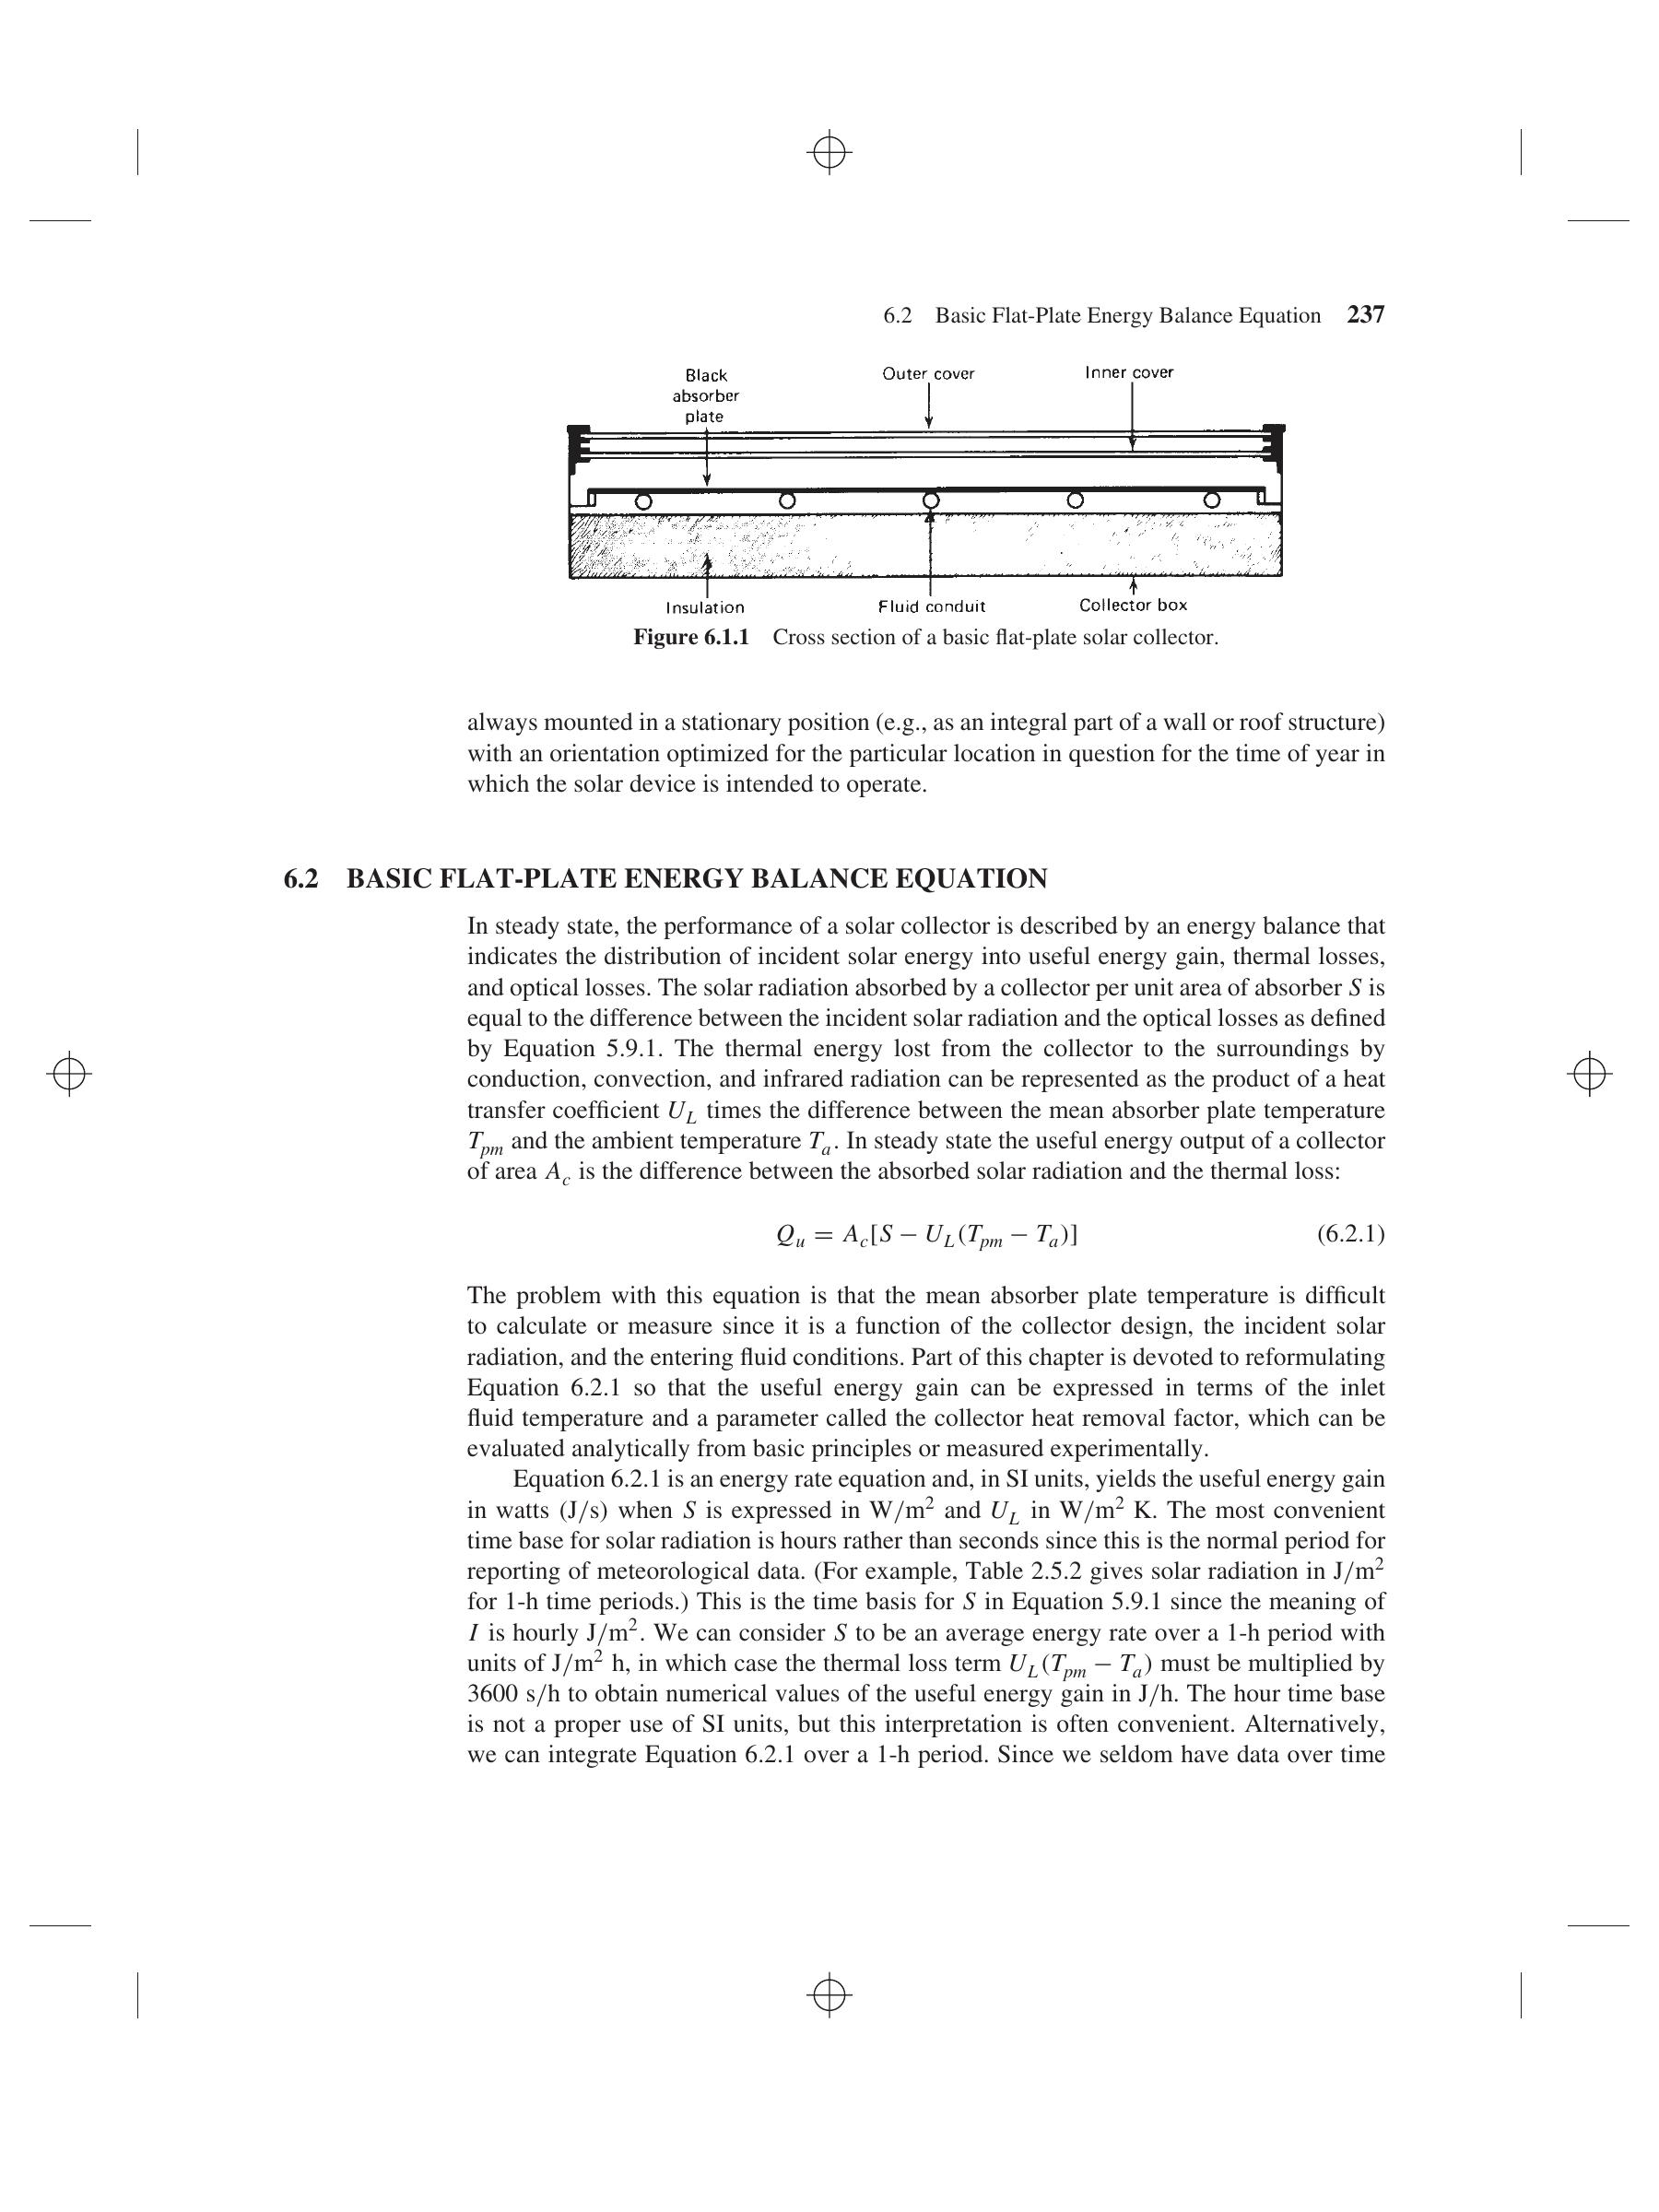 6.2 Basic Flat-Plate Energy Balance Equation 237
Black
absorber
plate
Outer cover
Inner cover
Insulation
Fluid conduit
Collector box
Figure 6.1.1 Cross section of a basic flat-plate solar collector.
always mounted in a stationary position (e.g., as an integral part of a wall or roof structure)
with an orientation optimized for the particular location in question for the time of year in
which the solar device is intended to operate.
6.2 BASIC FLAT-PLATE ENERGY BALANCE EQUATION
In steady state, the performance of a solar collector is described by an energy balance that
indicates the distribution of incident solar energy into useful energy gain, thermal losses,
and optical losses. The solar radiation absorbed by a collector per unit area of absorber S is
equal to the difference between the incident solar radiation and the optical losses as defined
by Equation 5.9.1. The thermal energy lost from the collector to the surroundings by
conduction, convection, and infrared radiation can be represented as the product of a heat
transfer coefficient U_L times the difference between the mean absorber plate temperature
T_pm and the ambient temperature T_a. In steady state the useful energy output of a collector
of area A_c is the difference between the absorbed solar radiation and the thermal loss:
Q_u = A_c[S − U_L(T_pm − T_a)] (6.2.1)
The problem with this equation is that the mean absorber plate temperature is difficult
to calculate or measure since it is a function of the collector design, the incident solar
radiation, and the entering fluid conditions. Part of this chapter is devoted to reformulating
Equation 6.2.1 so that the useful energy gain can be expressed in terms of the inlet
fluid temperature and a parameter called the collector heat removal factor, which can be
evaluated analytically from basic principles or measured experimentally.
Equation 6.2.1 is an energy rate equation and, in SI units, yields the useful energy gain
in watts (J/s) when S is expressed in W/m² and U_L in W/m² K. The most convenient
time base for solar radiation is hours rather than seconds since this is the normal period for
reporting of meteorological data. (For example, Table 2.5.2 gives solar radiation in J/m²
for 1-h time periods.) This is the time basis for S in Equation 5.9.1 since the meaning of
I is hourly J/m². We can consider S to be an average energy rate over a 1-h period with
units of J/m² h, in which case the thermal loss term U_L(T_pm − T_a) must be multiplied by
3600 s/h to obtain numerical values of the useful energy gain in J/h. The hour time base
is not a proper use of SI units, but this interpretation is often convenient. Alternatively,
we can integrate Equation 6.2.1 over a 1-h period. Since we seldom have data over time